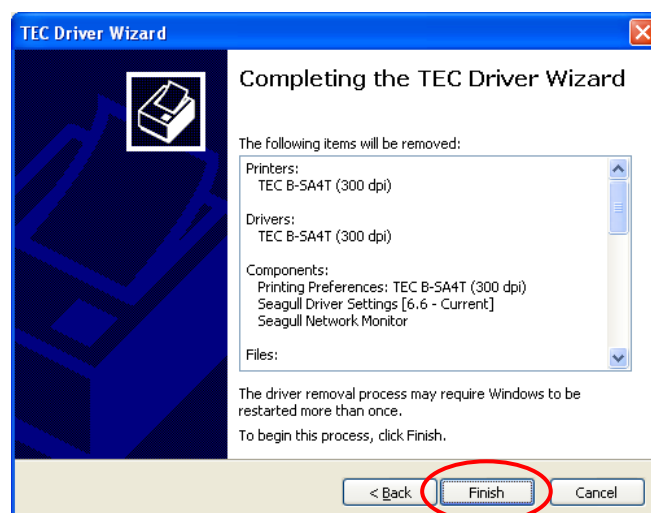 TEC Driver Wizard
Completing the TEC Driver Wizard
The following items will be removed:
Printers:
TEC B-SA4T (300 dpi)
Drivers:
TEC B-SA4T (300 dpi)
Components:
Printing Preferences: TEC B-SA4T (300 dpi)
Seagull Driver Settings [6.6 - Current]
Seagull Network Monitor
Files:
The driver removal process may require Windows to be
restarted more than once.
To begin this process, click Finish.
< Back Finish Cancel